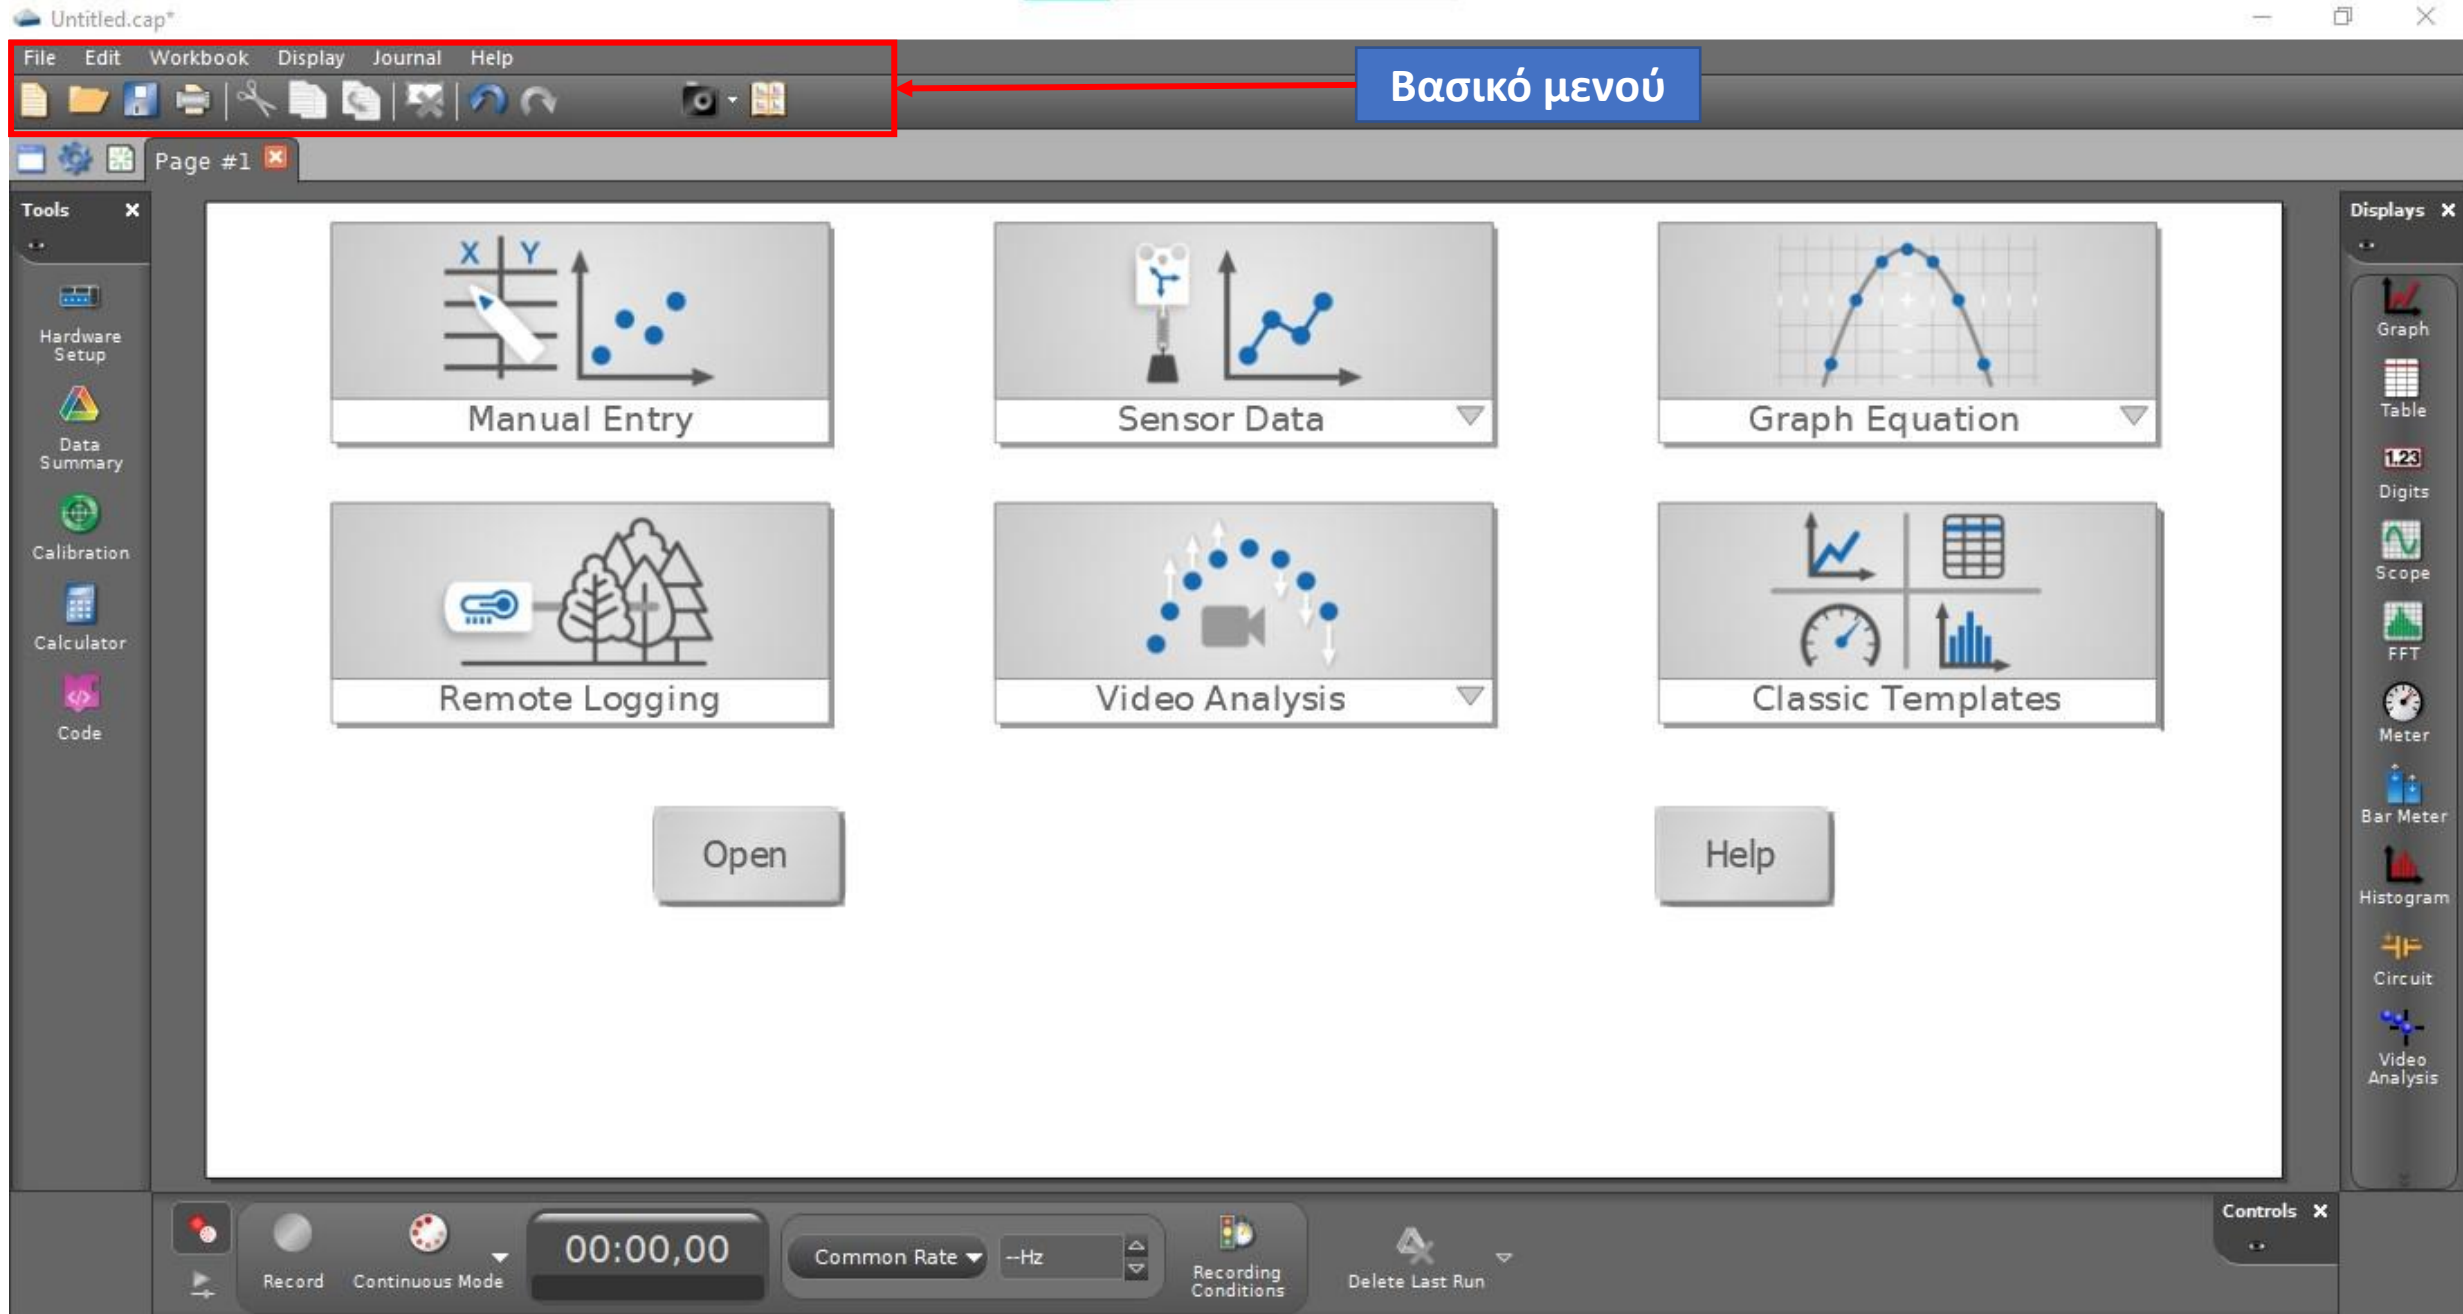 Untitled.cap*
File Edit Workbook Display Journal Help
Βασικό μενού
Page #1
Tools
Displays
X Y
Hardware
Setup
Data
Summary
Calibration
Calculator
Code
Manual Entry
Sensor Data
Graph Equation
Remote Logging
Video Analysis
Classic Templates
Open
Help
Graph
Table
1.23
Digits
Scope
FFT
Meter
Bar Meter
Histogram
Circuit
Video
Analysis
Record
Continuous Mode
00:00,00
Common Rate
--Hz
Recording
Conditions
Delete Last Run
Controls